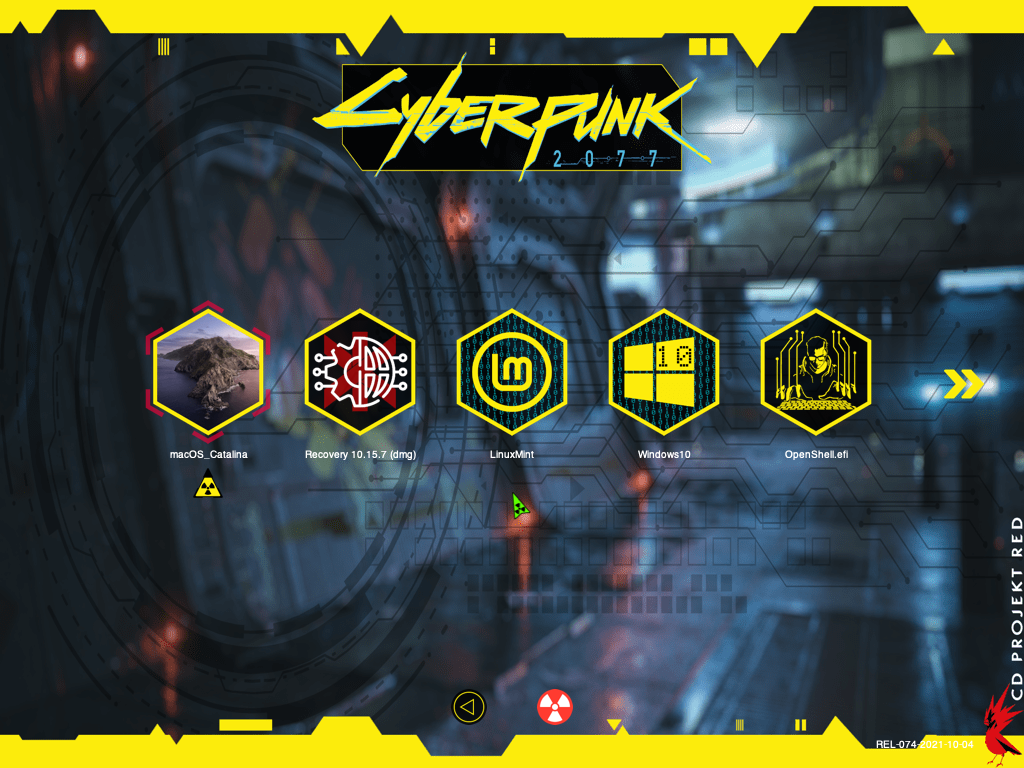 CYBERPUNK
2077
10
macOS_Catalina
Recovery 10.15.7 (dmg)
LinuxMint
Windows10
OpenShell.efi
CD PROJEKT RED
REL-074-2021-10-04